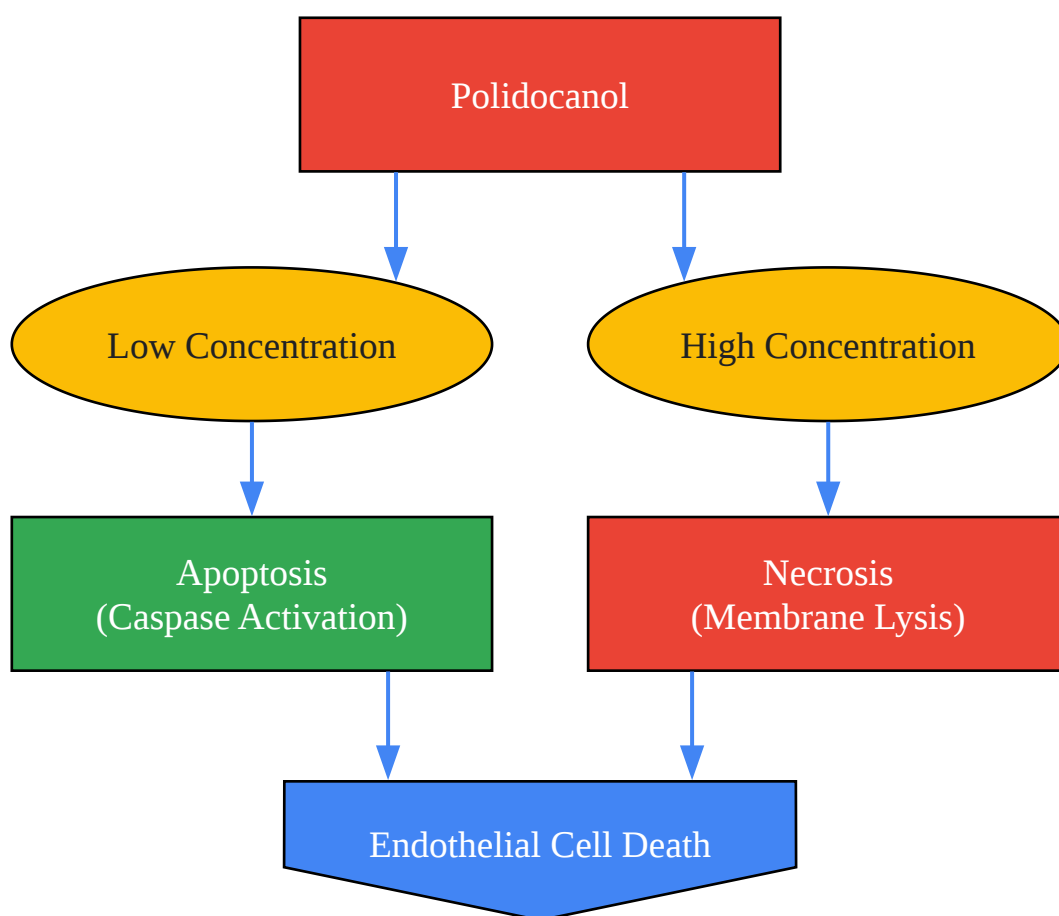 Polidocanol
Low Concentration
High Concentration
Apoptosis
(Caspase Activation)
Necrosis
(Membrane Lysis)
Endothelial Cell Death